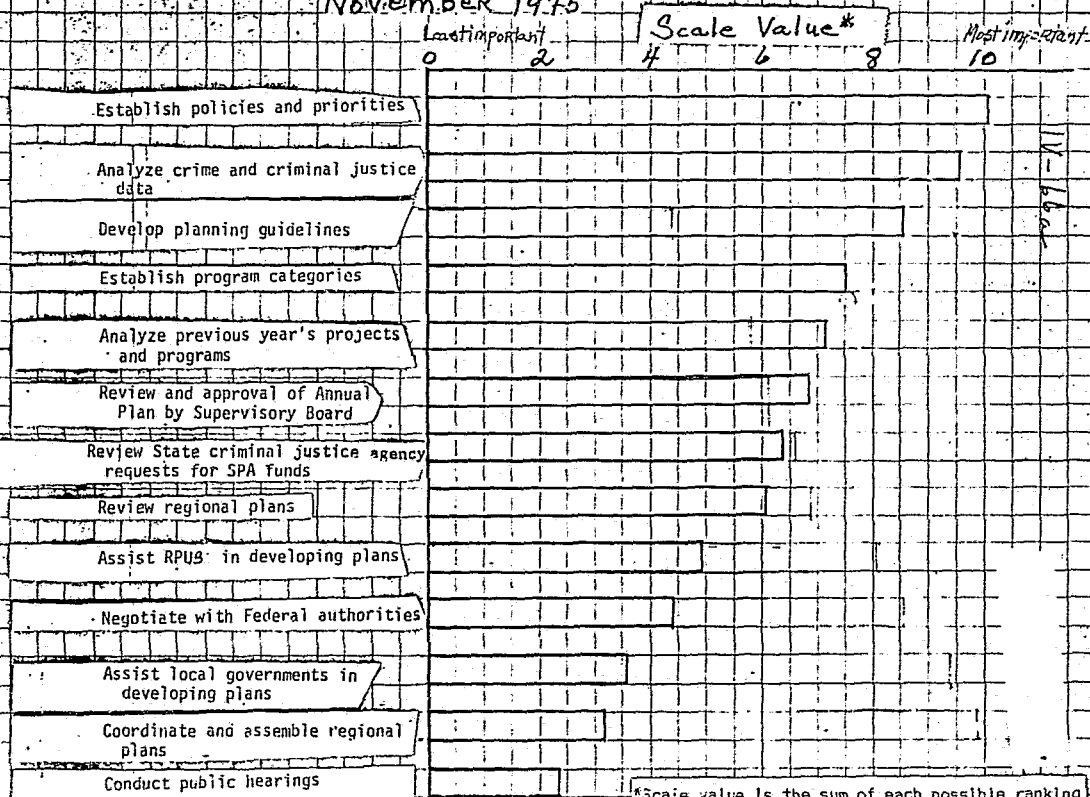 November 1975
Least important
Scale Value*
Most important
0 2 4 6 8 10
Establish policies and priorities
Analyze crime and criminal justice
data
Develop planning guidelines
Establish program categories
Analyze previous year's projects
and programs
Review and approval of Annual
Plan by Supervisory Board
Review State criminal justice agency
requests for SPA funds
Review regional plans
Assist RPUS in developing plans
Negotiate with Federal authorities
Assist local governments in
developing plans
Coordinate and assemble regional
plans
Conduct public hearings
*Scale value is the sum of each possible ranking
IV-66a